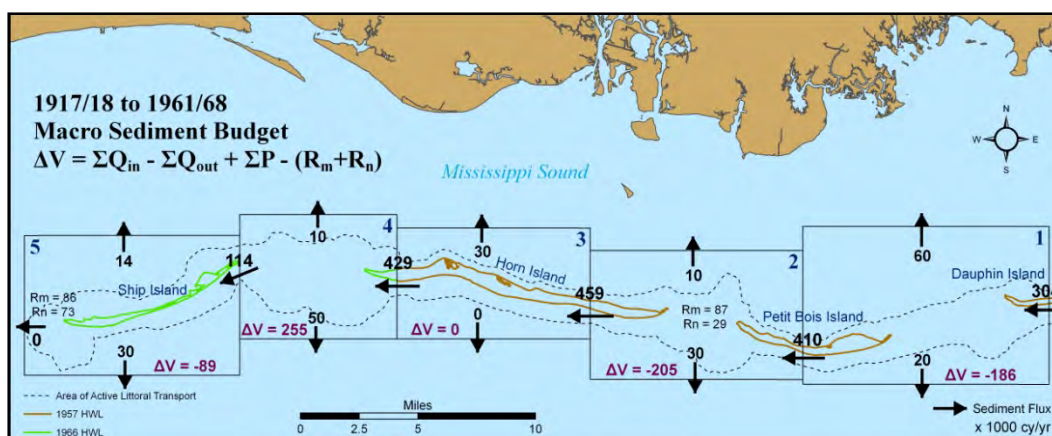 1917/18 to 1961/68
Macro Sediment Budget
ΔV = ΣQin - ΣQout + ΣP - (Rm+Rn)
Mississippi Sound
N
W E
S
5
14
114
Ship Island
Rm = 86
Rn = 73
0
30
ΔV = -89
4
10
429
ΔV = 255
50
3
30
Horn Island
459
ΔV = 0
0
2
10
Rm = 87
Rn = 29
30
ΔV = -205
1
60
Dauphin Island
304
Petit Bois Island
410
20
ΔV = -186
Area of Active Littoral Transport
1957 HWL
1966 HWL
Miles
0 2.5 5 10
Sediment Flux
x 1000 cy/yr